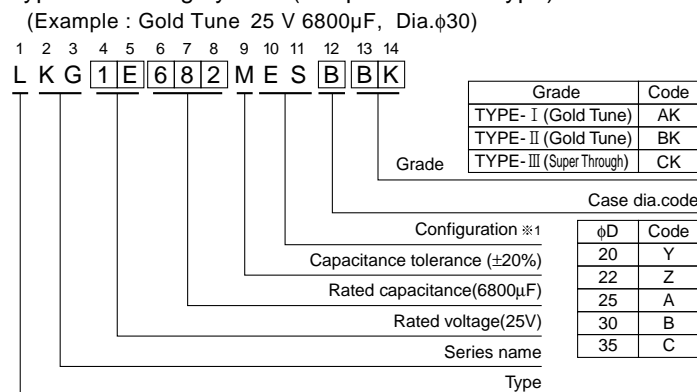 (Example : Gold Tune 25 V 6800µF, Dia.ϕ30)
1 2 3 4 5 6 7 8 9 10 11 12 13 14
L K G 1 E 6 8 2 M E S B B K
Grade Code
TYPE-Ⅰ(Gold Tune) AK
TYPE-Ⅱ(Gold Tune) BK
TYPE-Ⅲ(Super Through) CK
Grade
Case dia.code
ϕD Code
20 Y
22 Z
25 A
30 B
35 C
Configuration ※1
Capacitance tolerance (±20%)
Rated capacitance(6800µF)
Rated voltage(25V)
Series name
Type